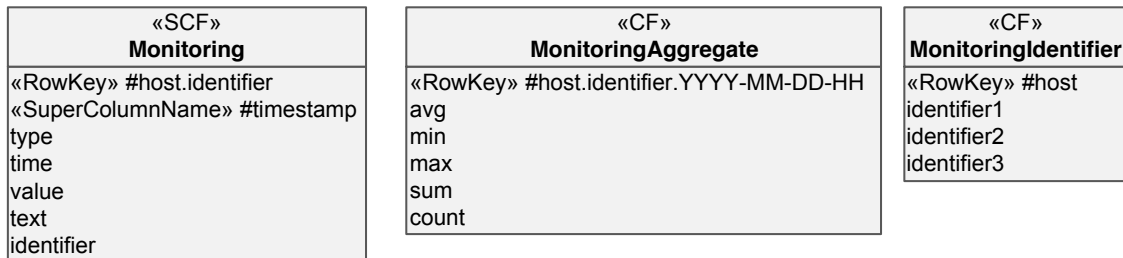 «SCF»
Monitoring
«RowKey» #host.identifier
«SuperColumnName» #timestamp
type
time
value
text
identifier
«CF»
MonitoringAggregate
«RowKey» #host.identifier.YYYY-MM-DD-HH
avg
min
max
sum
count
«CF»
MonitoringIdentifier
«RowKey» #host
identifier1
identifier2
identifier3